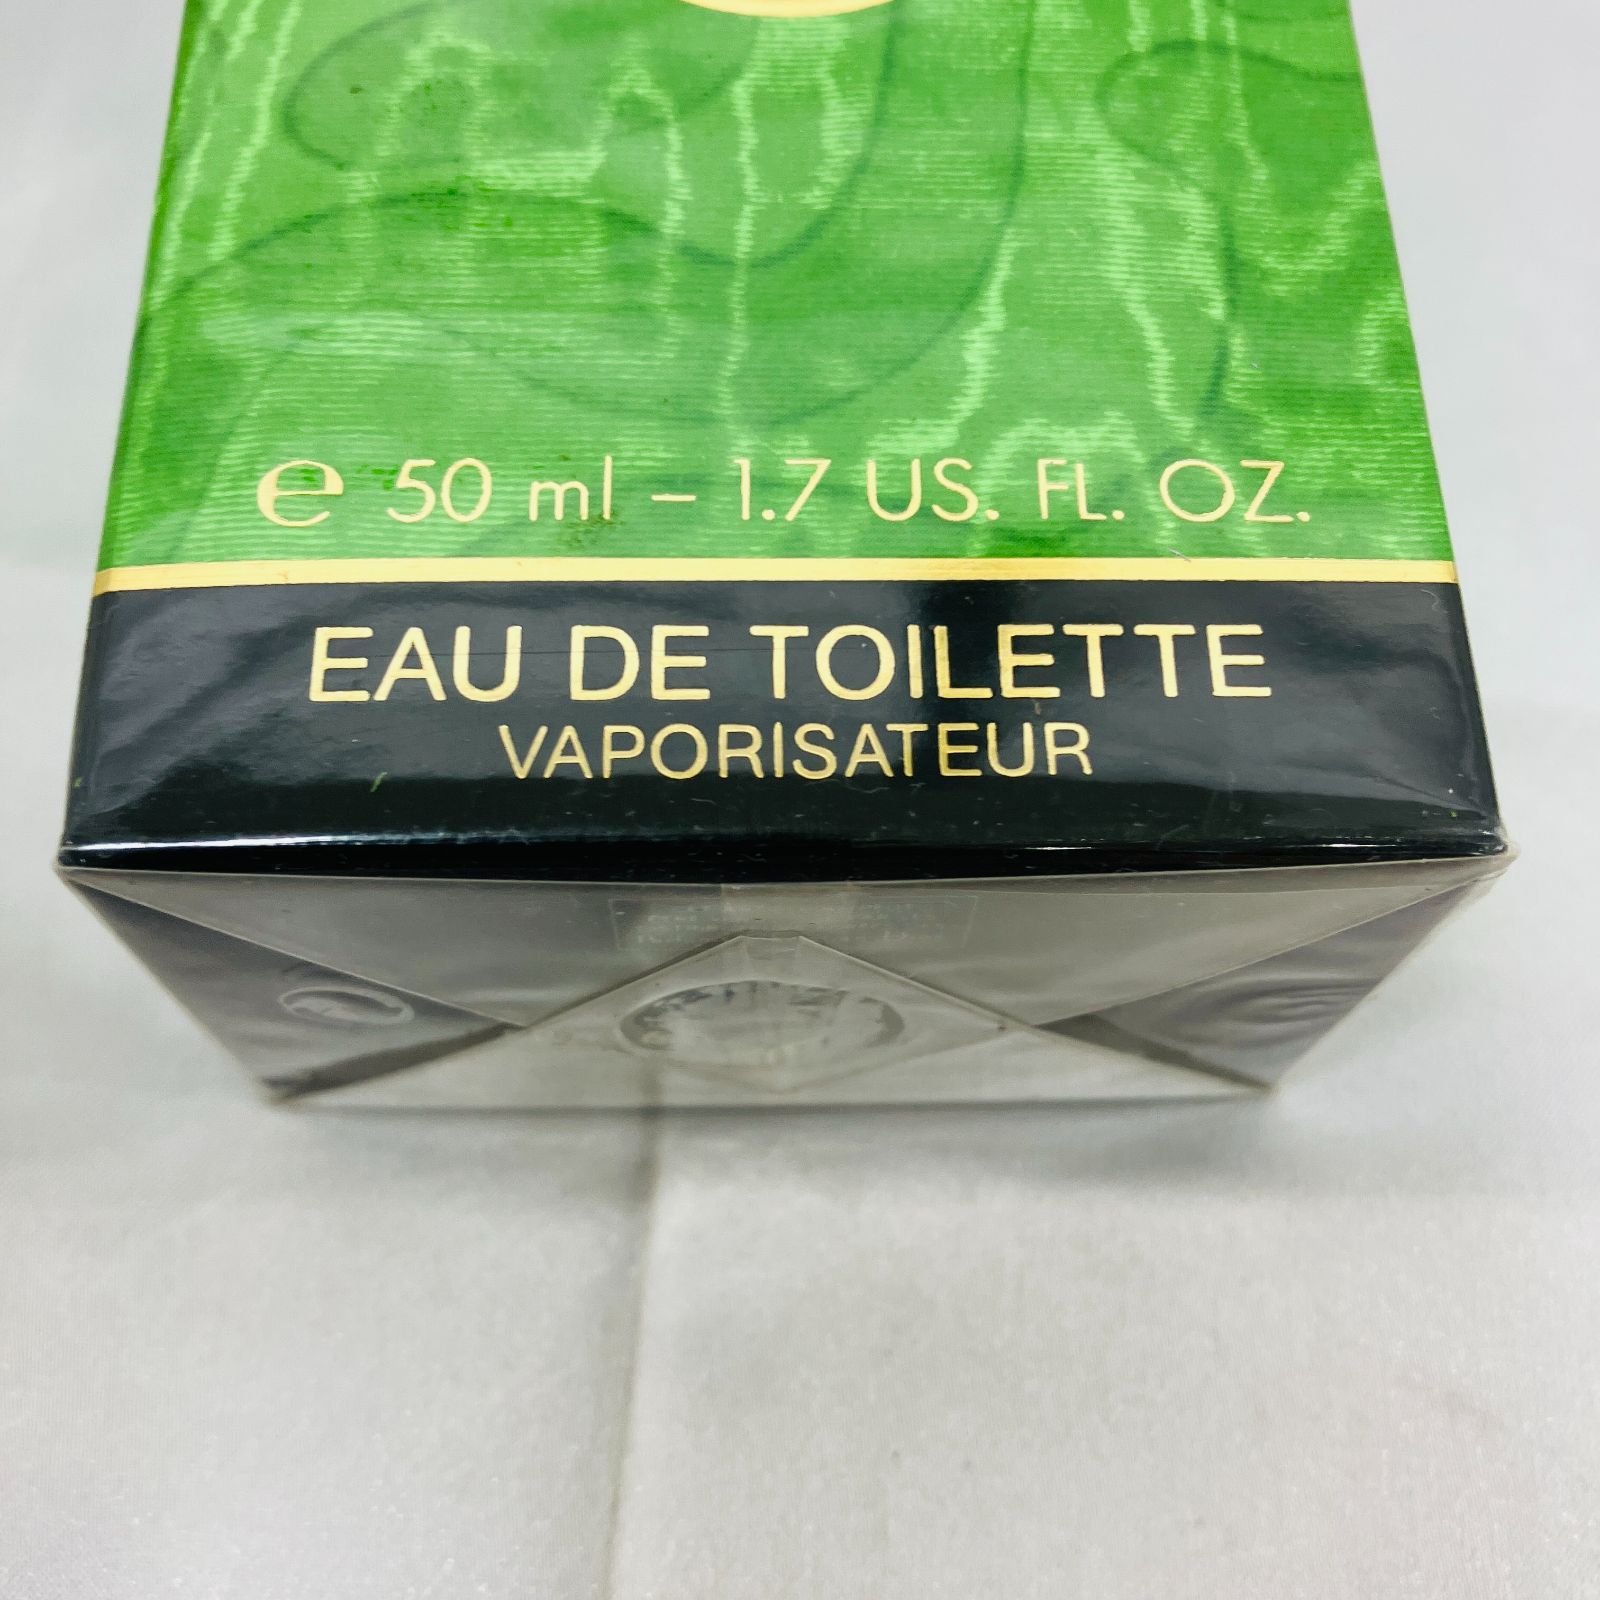 ℮ 50 ml – 1.7 US. FL. OZ.
EAU DE TOILETTE
VAPORISATEUR